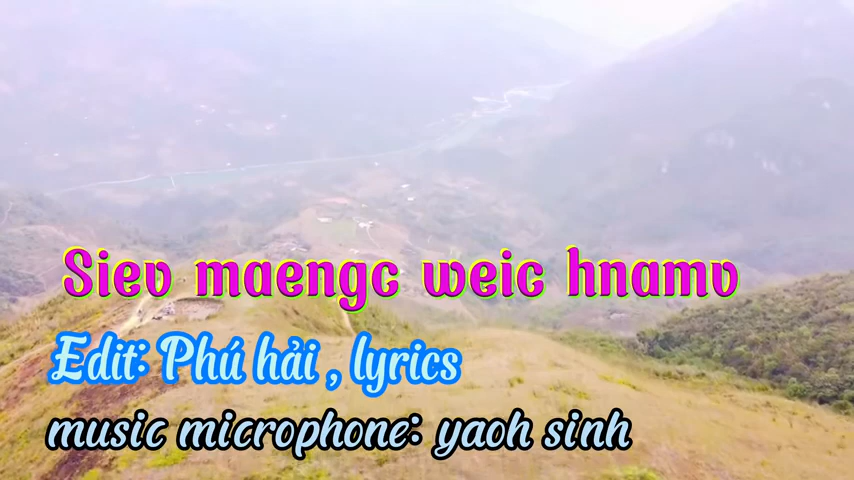 Siev maengc weic hnamv
Edit: Phú hải , lyrics
music microphone: yaoh sinh